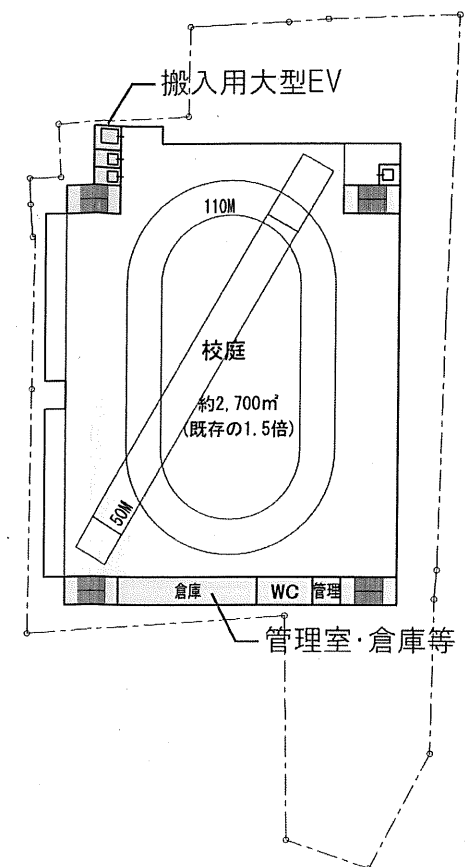 搬入用大型EV
110M
校庭
約2,700㎡
(既存の1.5倍)
50M
倉庫
WC
管理
管理室・倉庫等